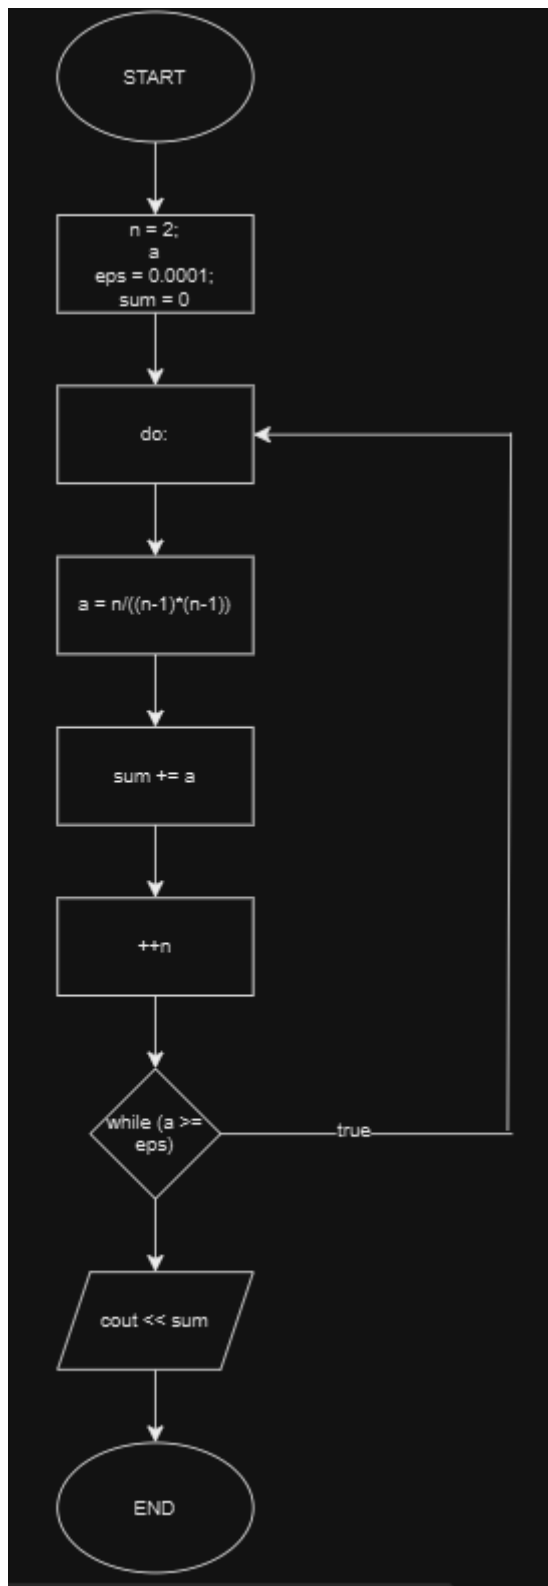 START
n = 2;
a
eps = 0.0001;
sum = 0
do:
a = n/((n-1)*(n-1))
sum += a
++n
while (a >=
eps)
true
cout << sum
END